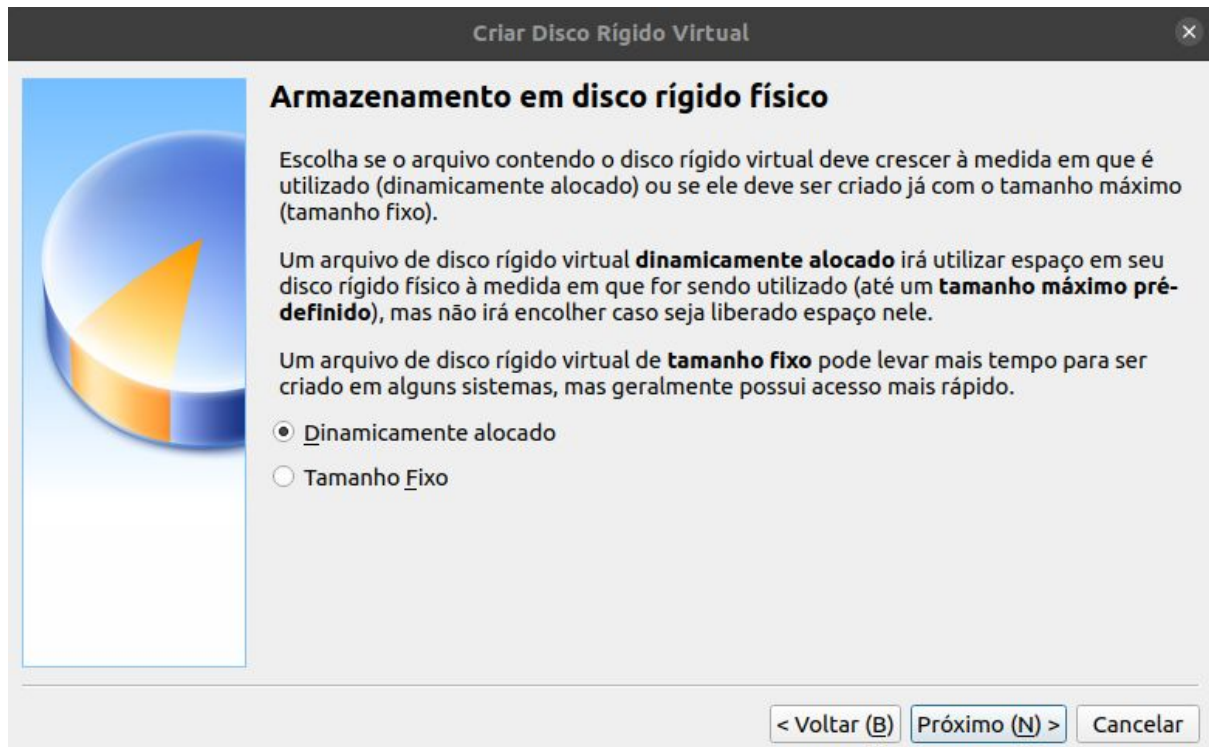 Criar Disco Rígido Virtual
Armazenamento em disco rígido físico
Escolha se o arquivo contendo o disco rígido virtual deve crescer à medida em que é
utilizado (dinamicamente alocado) ou se ele deve ser criado já com o tamanho máximo
(tamanho fixo).
Um arquivo de disco rígido virtual dinamicamente alocado irá utilizar espaço em seu
disco rígido físico à medida em que for sendo utilizado (até um tamanho máximo pré-
definido), mas não irá encolher caso seja liberado espaço nele.
Um arquivo de disco rígido virtual de tamanho fixo pode levar mais tempo para ser
criado em alguns sistemas, mas geralmente possui acesso mais rápido.
Dinamicamente alocado
Tamanho Fixo
< Voltar (B) Próximo (N) > Cancelar